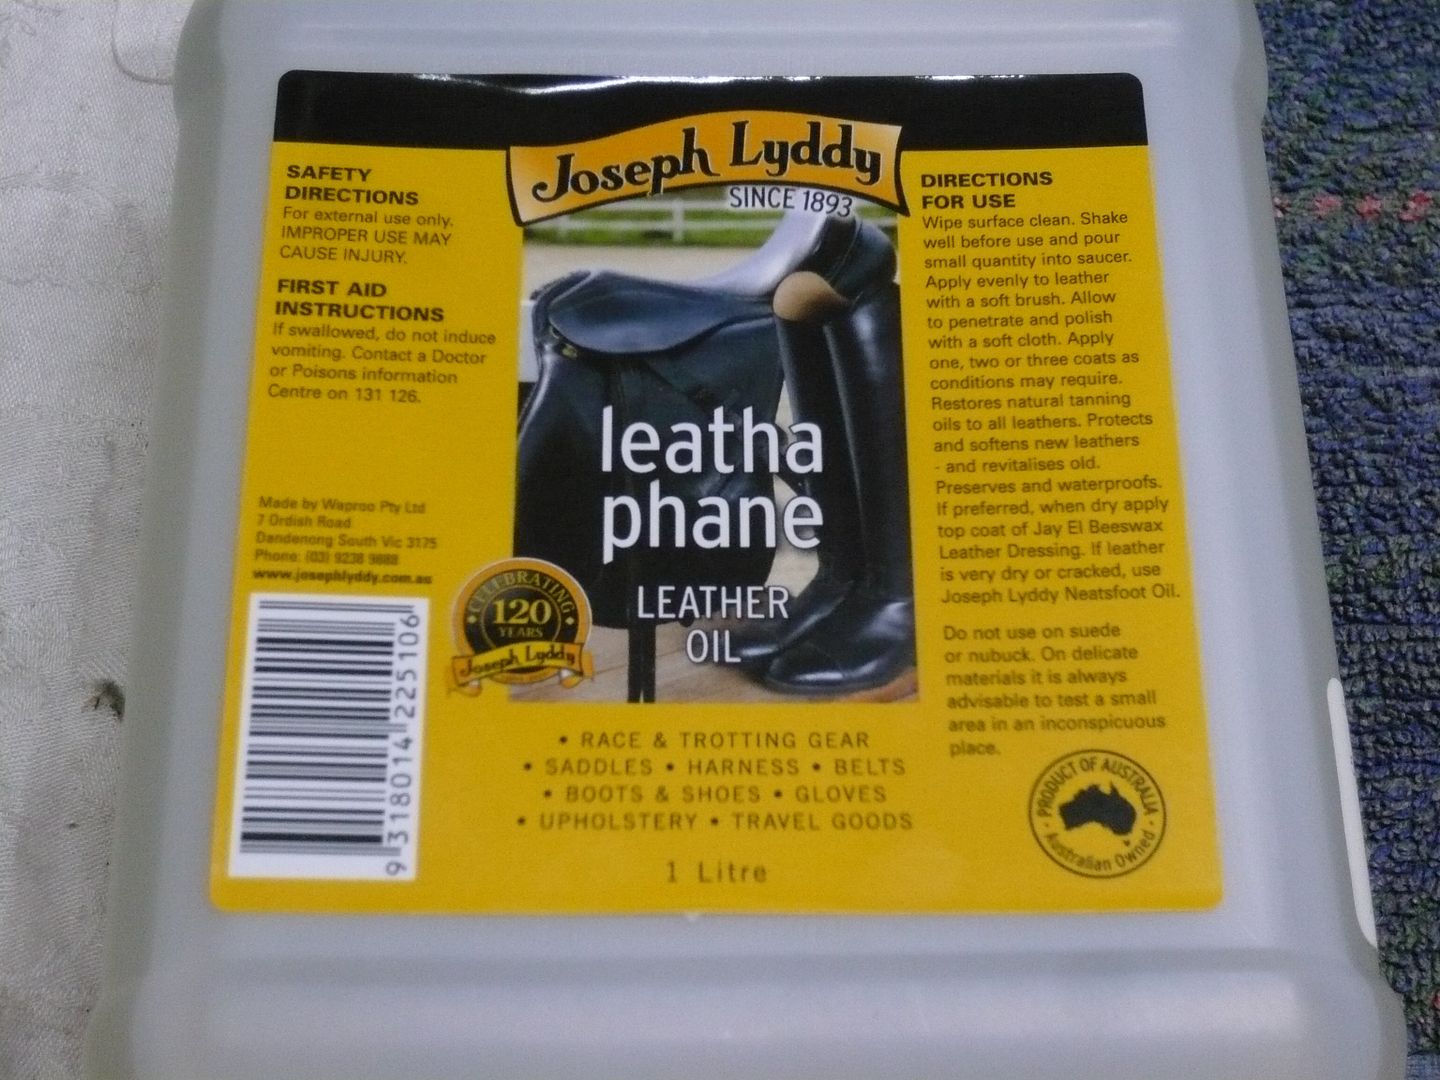 Joseph Lyddy
SINCE 1893
SAFETY
DIRECTIONS
For external use only.
IMPROPER USE MAY
CAUSE INJURY.
FIRST AID
INSTRUCTIONS
If swallowed, do not induce
vomiting. Contact a Doctor
or Poisons information
Centre on 131 126.
Made by Waproo Pty Ltd
7 Ordish Road
Dandenong South Vic 3175
Phone: (03) 9238 9888
www.josephlyddy.com.au
9 318014 225106
CELEBRATING
120
YEARS
Joseph Lyddy
leatha
phane
LEATHER
OIL
• RACE & TROTTING GEAR
• SADDLES • HARNESS • BELTS
• BOOTS & SHOES • GLOVES
• UPHOLSTERY • TRAVEL GOODS
1 Litre
DIRECTIONS
FOR USE
Wipe surface clean. Shake
well before use and pour
small quantity into saucer.
Apply evenly to leather
with a soft brush. Allow
to penetrate and polish
with a soft cloth. Apply
one, two or three coats as
conditions may require.
Restores natural tanning
oils to all leathers. Protects
and softens new leathers
- and revitalises old.
Preserves and waterproofs.
If preferred, when dry apply
top coat of Jay El Beeswax
Leather Dressing. If leather
is very dry or cracked, use
Joseph Lyddy Neatsfoot Oil.
Do not use on suede
or nubuck. On delicate
materials it is always
advisable to test a small
area in an inconspicuous
place.
PRODUCT OF AUSTRALIA
Australian Owned